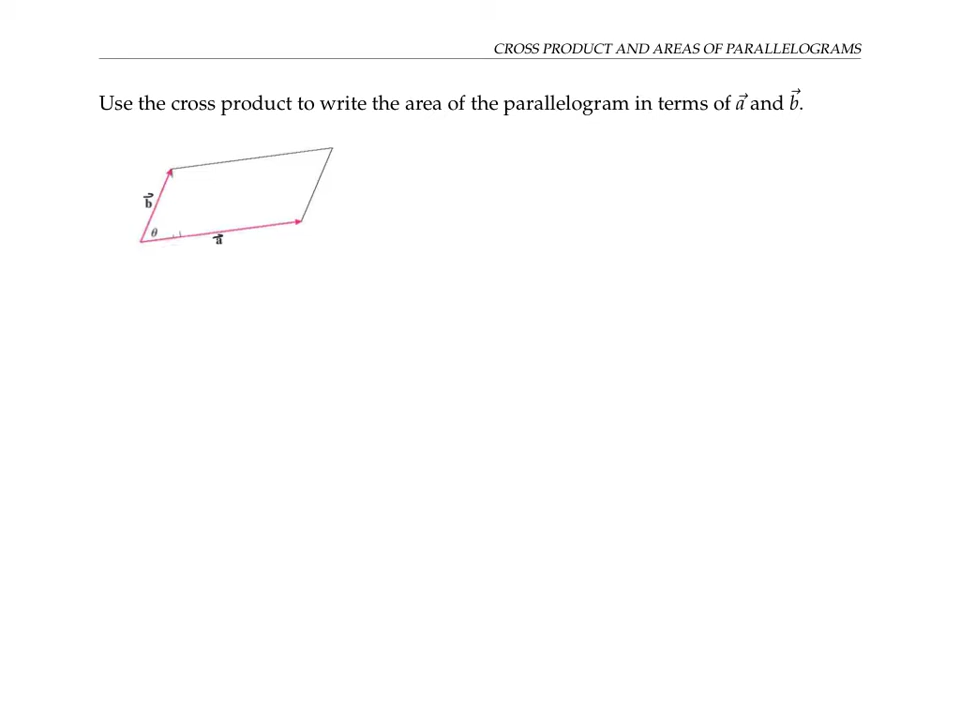 CROSS PRODUCT AND AREAS OF PARALLELOGRAMS
Use the cross product to write the area of the parallelogram in terms of a⃗ and b⃗.
b⃗
θ
a⃗